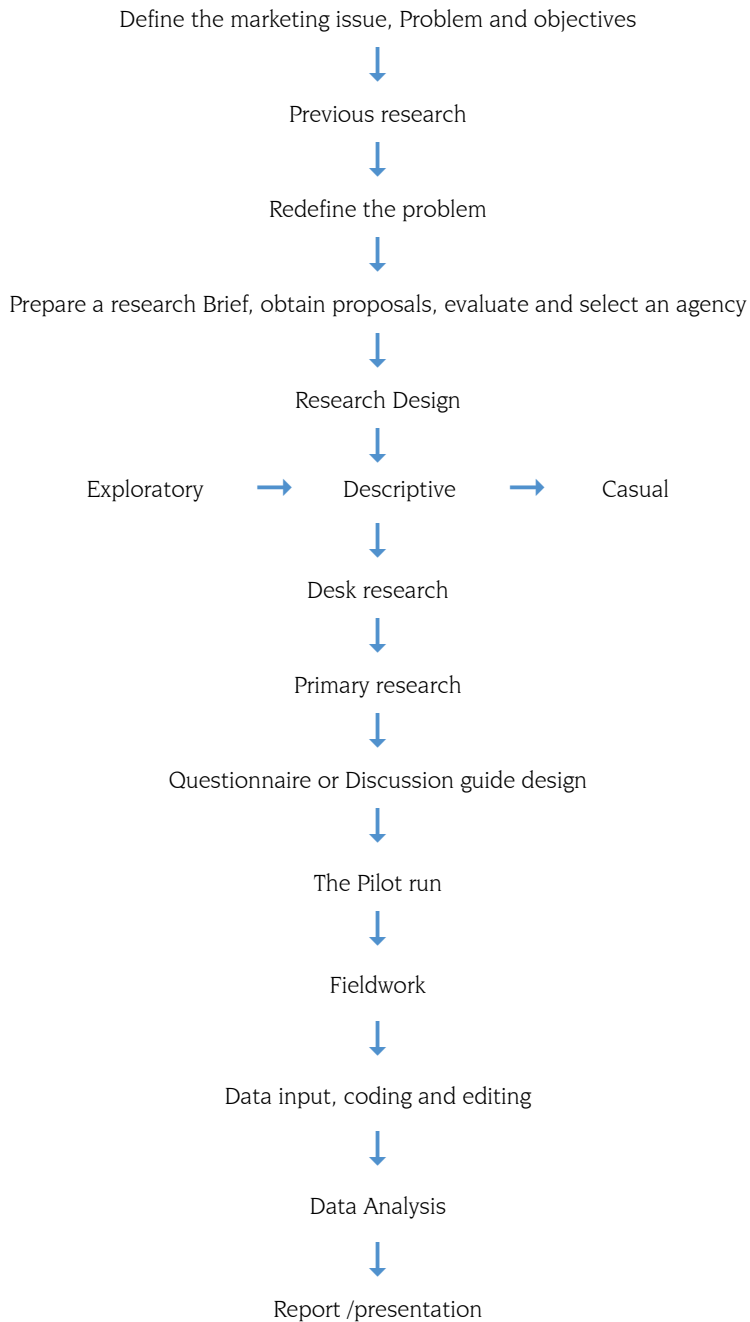 Define the marketing issue, Problem and objectives
Previous research
Redefine the problem
Prepare a research Brief, obtain proposals, evaluate and select an agency
Research Design
Exploratory
Descriptive
Casual
Desk research
Primary research
Questionnaire or Discussion guide design
The Pilot run
Fieldwork
Data input, coding and editing
Data Analysis
Report /presentation